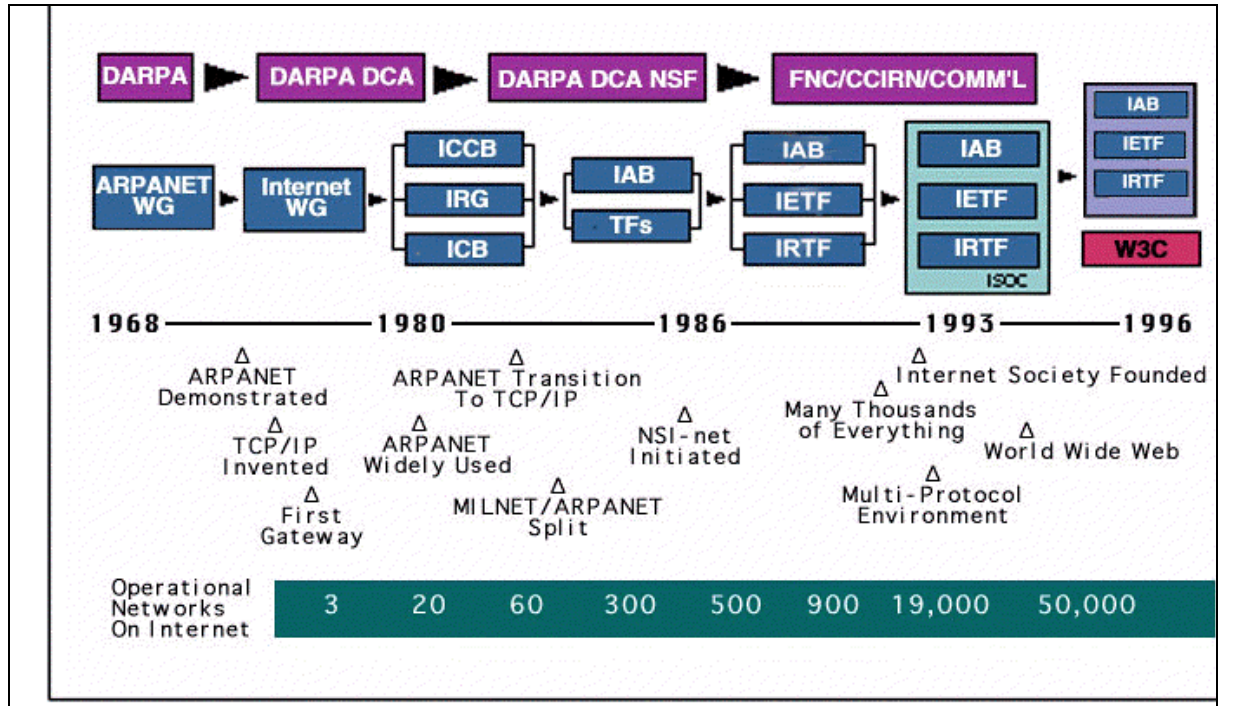 DARPA
DARPA DCA
DARPA DCA NSF
FNC/CCIRN/COMM'L
IAB
IETF
IRTF
ARPANET
WG
Internet
WG
ICCB
IRG
ICB
IAB
TFs
IAB
IETF
IRTF
IAB
IETF
IRTF
ISOC
W3C
1968
1980
1986
1993
1996
Δ
ARPANET
Demonstrated
Δ
TCP/IP
Invented
Δ
First
Gateway
Δ
ARPANET Transition
To TCP/IP
Δ
ARPANET
Widely Used
Δ
MILNET/ARPANET
Split
Δ
NSI-net
Initiated
Δ
Internet Society Founded
Δ
Many Thousands
of Everything
Δ
World Wide Web
Δ
Multi-Protocol
Environment
Operational
Networks
On Internet
3 20 60 300 500 900 19,000 50,000